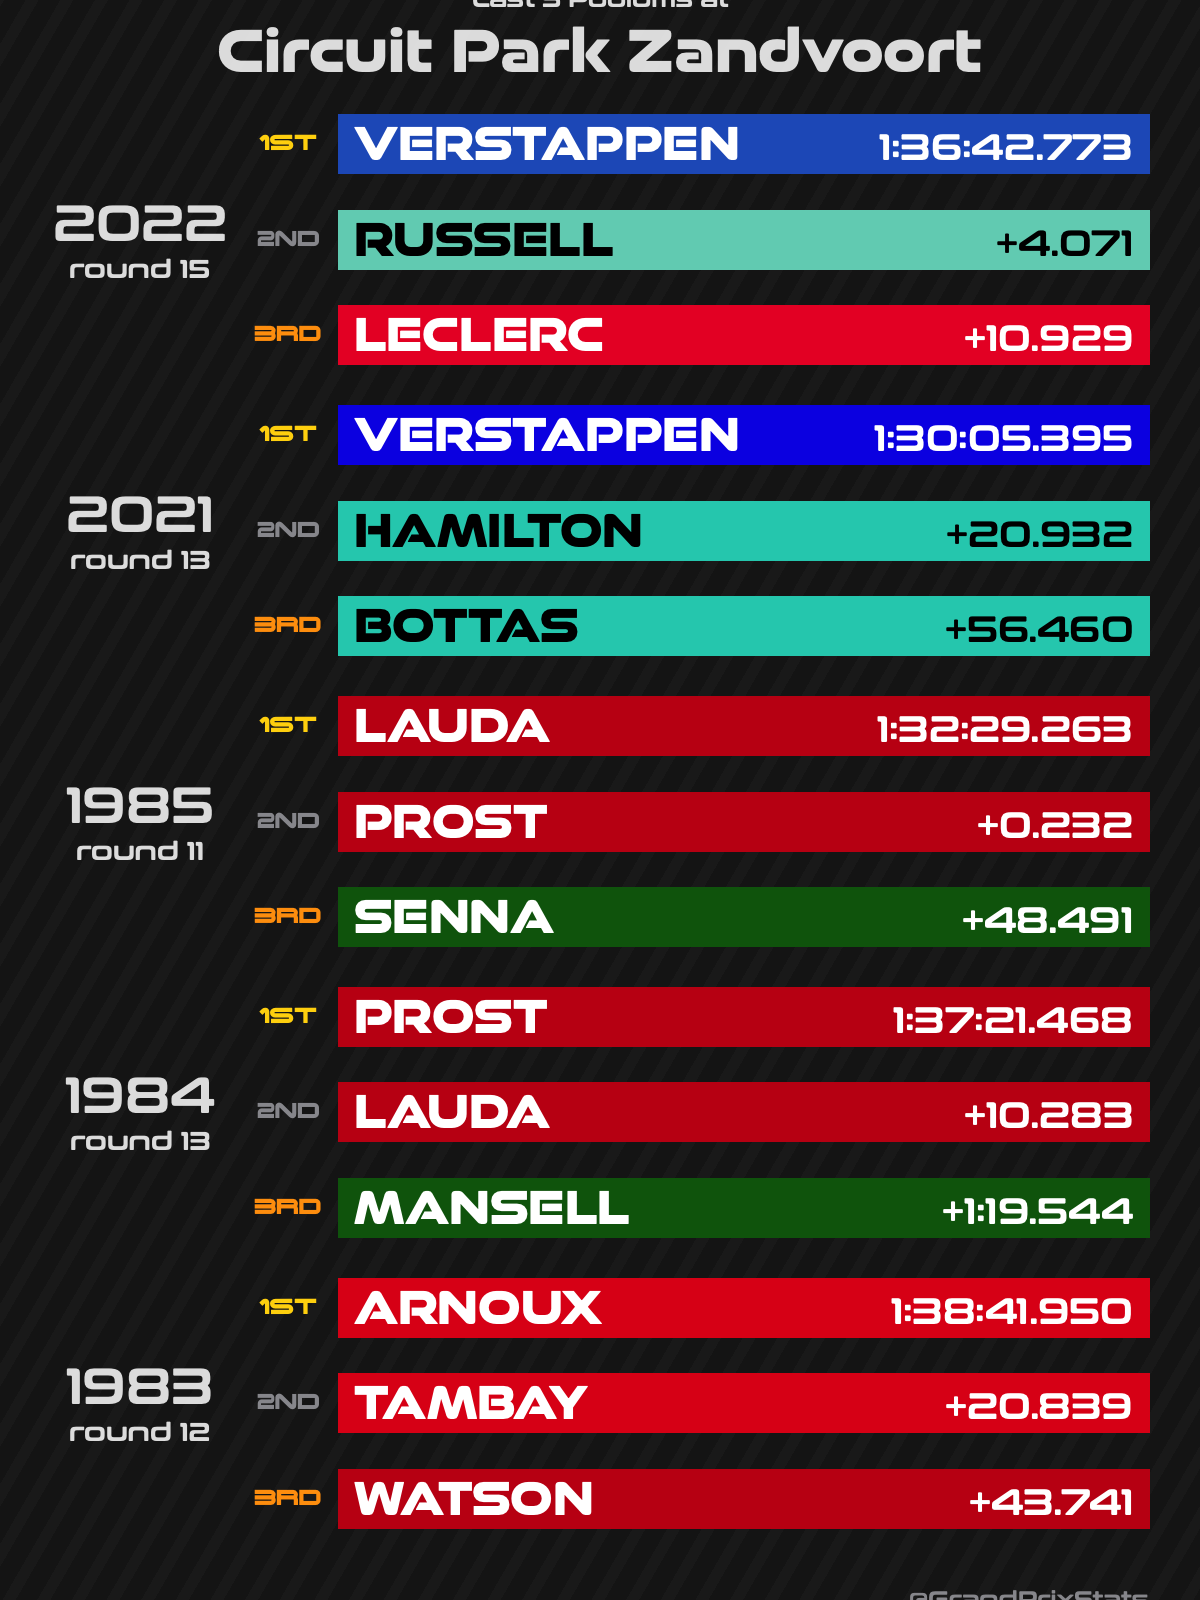 Last 5 Podiums at
Circuit Park Zandvoort
2022
round 15
1ST VERSTAPPEN 1:36:42.773
2ND RUSSELL +4.071
3RD LECLERC +10.929
2021
round 13
1ST VERSTAPPEN 1:30:05.395
2ND HAMILTON +20.932
3RD BOTTAS +56.460
1985
round 11
1ST LAUDA 1:32:29.263
2ND PROST +0.232
3RD SENNA +48.491
1984
round 13
1ST PROST 1:37:21.468
2ND LAUDA +10.283
3RD MANSELL +1:19.544
1983
round 12
1ST ARNOUX 1:38:41.950
2ND TAMBAY +20.839
3RD WATSON +43.741
@GrandPrixStats